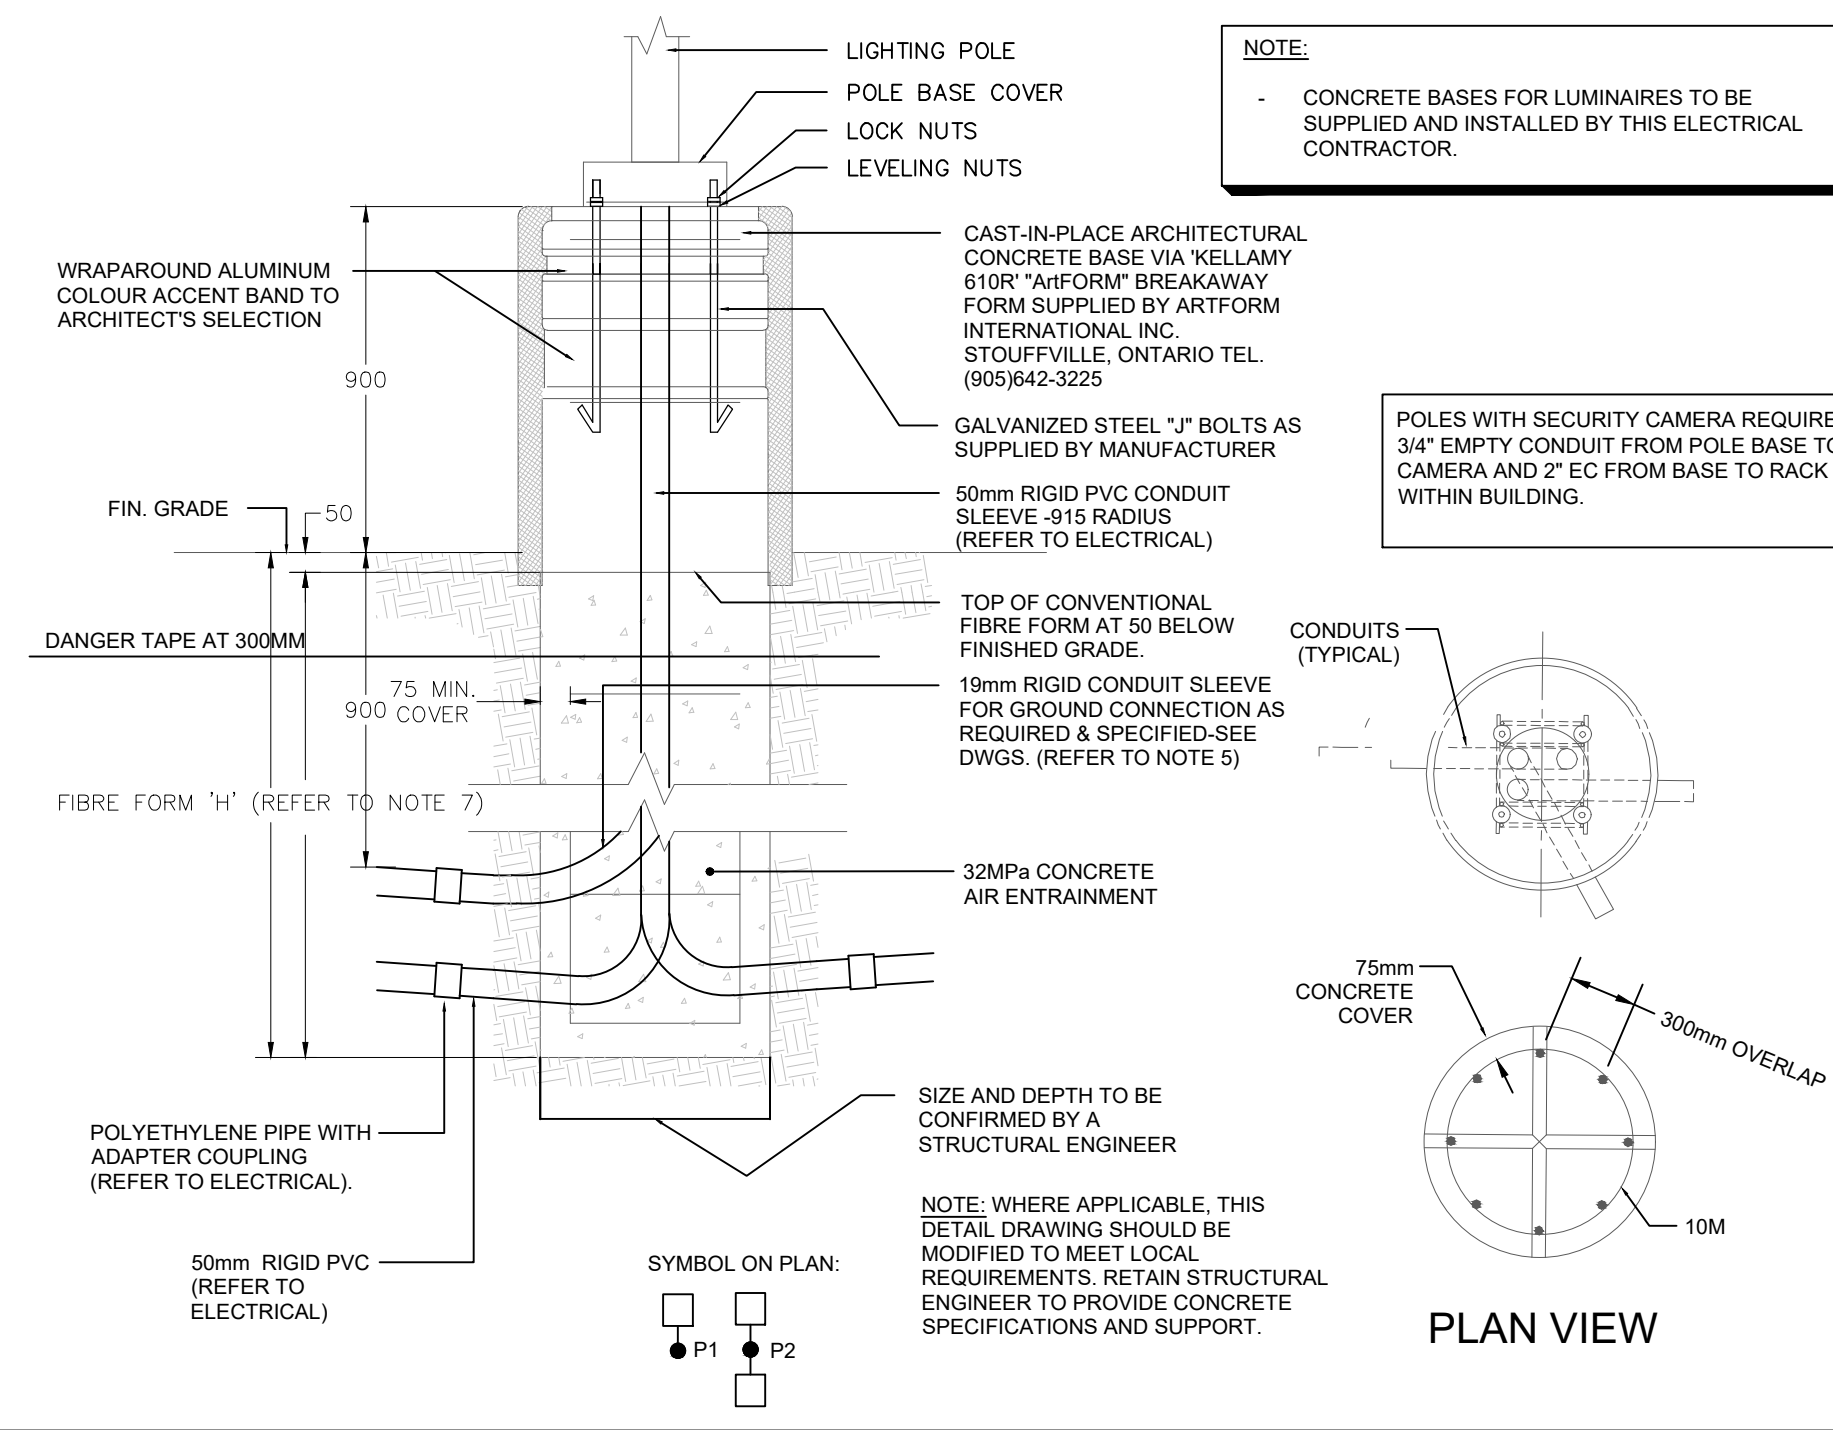 LIGHTING POLE
POLE BASE COVER
LOCK NUTS
LEVELING NUTS
NOTE:
- CONCRETE BASES FOR LUMINAIRES TO BE
SUPPLIED AND INSTALLED BY THIS ELECTRICAL
CONTRACTOR.
WRAPAROUND ALUMINUM
COLOUR ACCENT BAND TO
ARCHITECT'S SELECTION
CAST-IN-PLACE ARCHITECTURAL
CONCRETE BASE VIA 'KELLAMY
610R' "ArtFORM" BREAKAWAY
FORM SUPPLIED BY ARTFORM
INTERNATIONAL INC.
STOUFFVILLE, ONTARIO TEL.
(905)642-3225
900
GALVANIZED STEEL "J" BOLTS AS
SUPPLIED BY MANUFACTURER
POLES WITH SECURITY CAMERA REQUIRE
3/4" EMPTY CONDUIT FROM POLE BASE TO
CAMERA AND 2" EC FROM BASE TO RACK
WITHIN BUILDING.
FIN. GRADE
50
50mm RIGID PVC CONDUIT
SLEEVE -915 RADIUS
(REFER TO ELECTRICAL)
TOP OF CONVENTIONAL
FIBRE FORM AT 50 BELOW
FINISHED GRADE.
DANGER TAPE AT 300MM
75 MIN.
COVER
900
19mm RIGID CONDUIT SLEEVE
FOR GROUND CONNECTION AS
REQUIRED & SPECIFIED-SEE
DWGS. (REFER TO NOTE 5)
CONDUITS
(TYPICAL)
FIBRE FORM 'H' (REFER TO NOTE 7)
32MPa CONCRETE
AIR ENTRAINMENT
75mm
CONCRETE
COVER
300mm OVERLAP
10M
SIZE AND DEPTH TO BE
CONFIRMED BY A
STRUCTURAL ENGINEER
POLYETHYLENE PIPE WITH
ADAPTER COUPLING
(REFER TO ELECTRICAL).
50mm RIGID PVC
(REFER TO
ELECTRICAL)
SYMBOL ON PLAN:
P1
P2
NOTE: WHERE APPLICABLE, THIS
DETAIL DRAWING SHOULD BE
MODIFIED TO MEET LOCAL
REQUIREMENTS. RETAIN STRUCTURAL
ENGINEER TO PROVIDE CONCRETE
SPECIFICATIONS AND SUPPORT.
PLAN VIEW